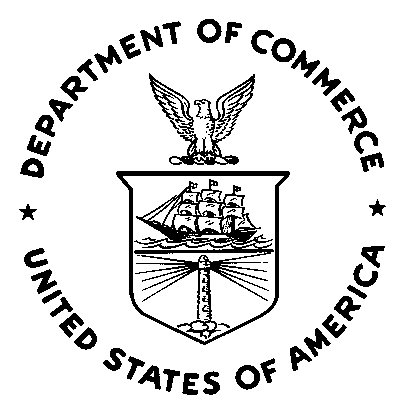 DEPARTMENT OF COMMERCE
UNITED STATES OF AMERICA